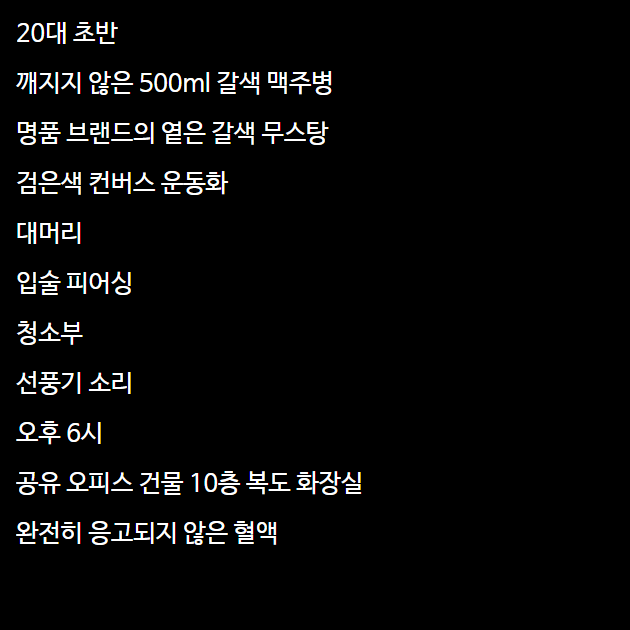 20대 초반
깨지지 않은 500ml 갈색 맥주병
명품 브랜드의 옅은 갈색 무스탕
검은색 컨버스 운동화
대머리
입술 피어싱
청소부
선풍기 소리
오후 6시
공유 오피스 건물 10층 복도 화장실
완전히 응고되지 않은 혈액